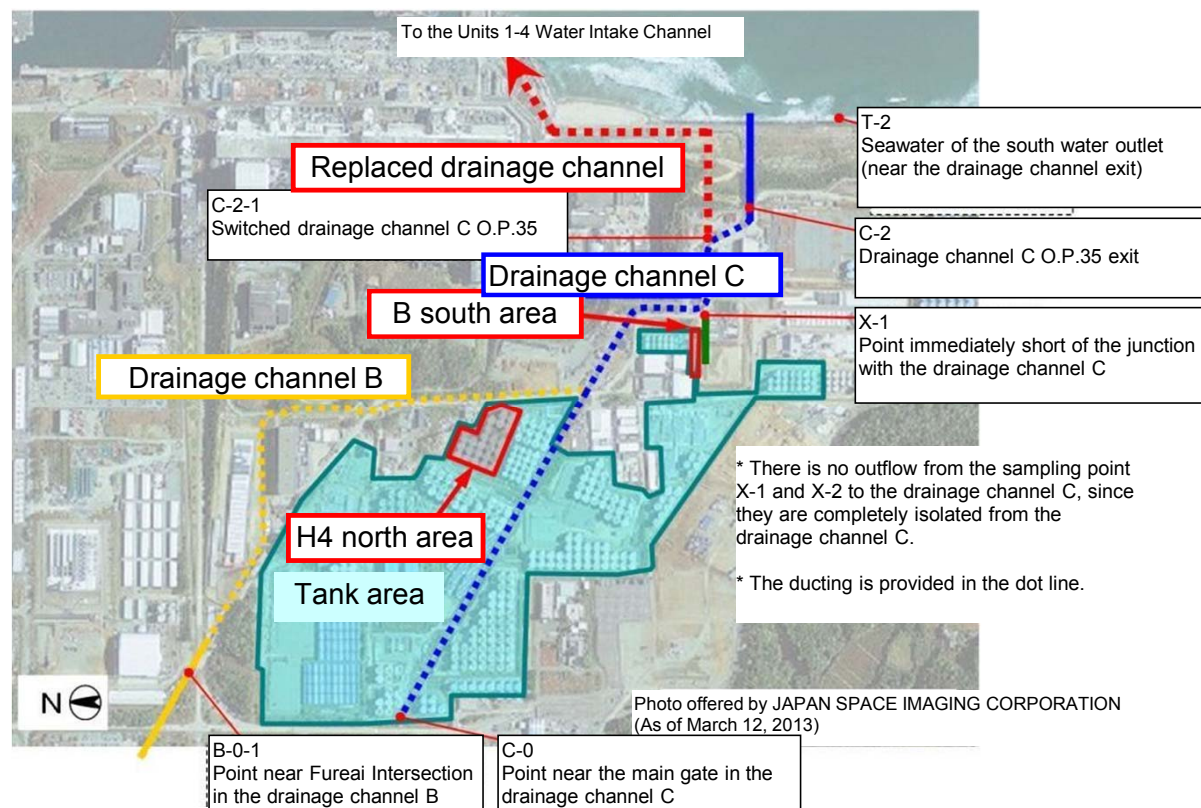 To the Units 1-4 Water Intake Channel
T-2
Seawater of the south water outlet
(near the drainage channel exit)
Replaced drainage channel
C-2-1
Switched drainage channel C O.P.35
C-2
Drainage channel C O.P.35 exit
Drainage channel C
B south area
X-1
Point immediately short of the junction
with the drainage channel C
Drainage channel B
* There is no outflow from the sampling point
X-1 and X-2 to the drainage channel C, since
they are completely isolated from the
drainage channel C.
* The ducting is provided in the dot line.
H4 north area
Tank area
N
Photo offered by JAPAN SPACE IMAGING CORPORATION
(As of March 12, 2013)
B-0-1
Point near Fureai Intersection
in the drainage channel B
C-0
Point near the main gate in the
drainage channel C